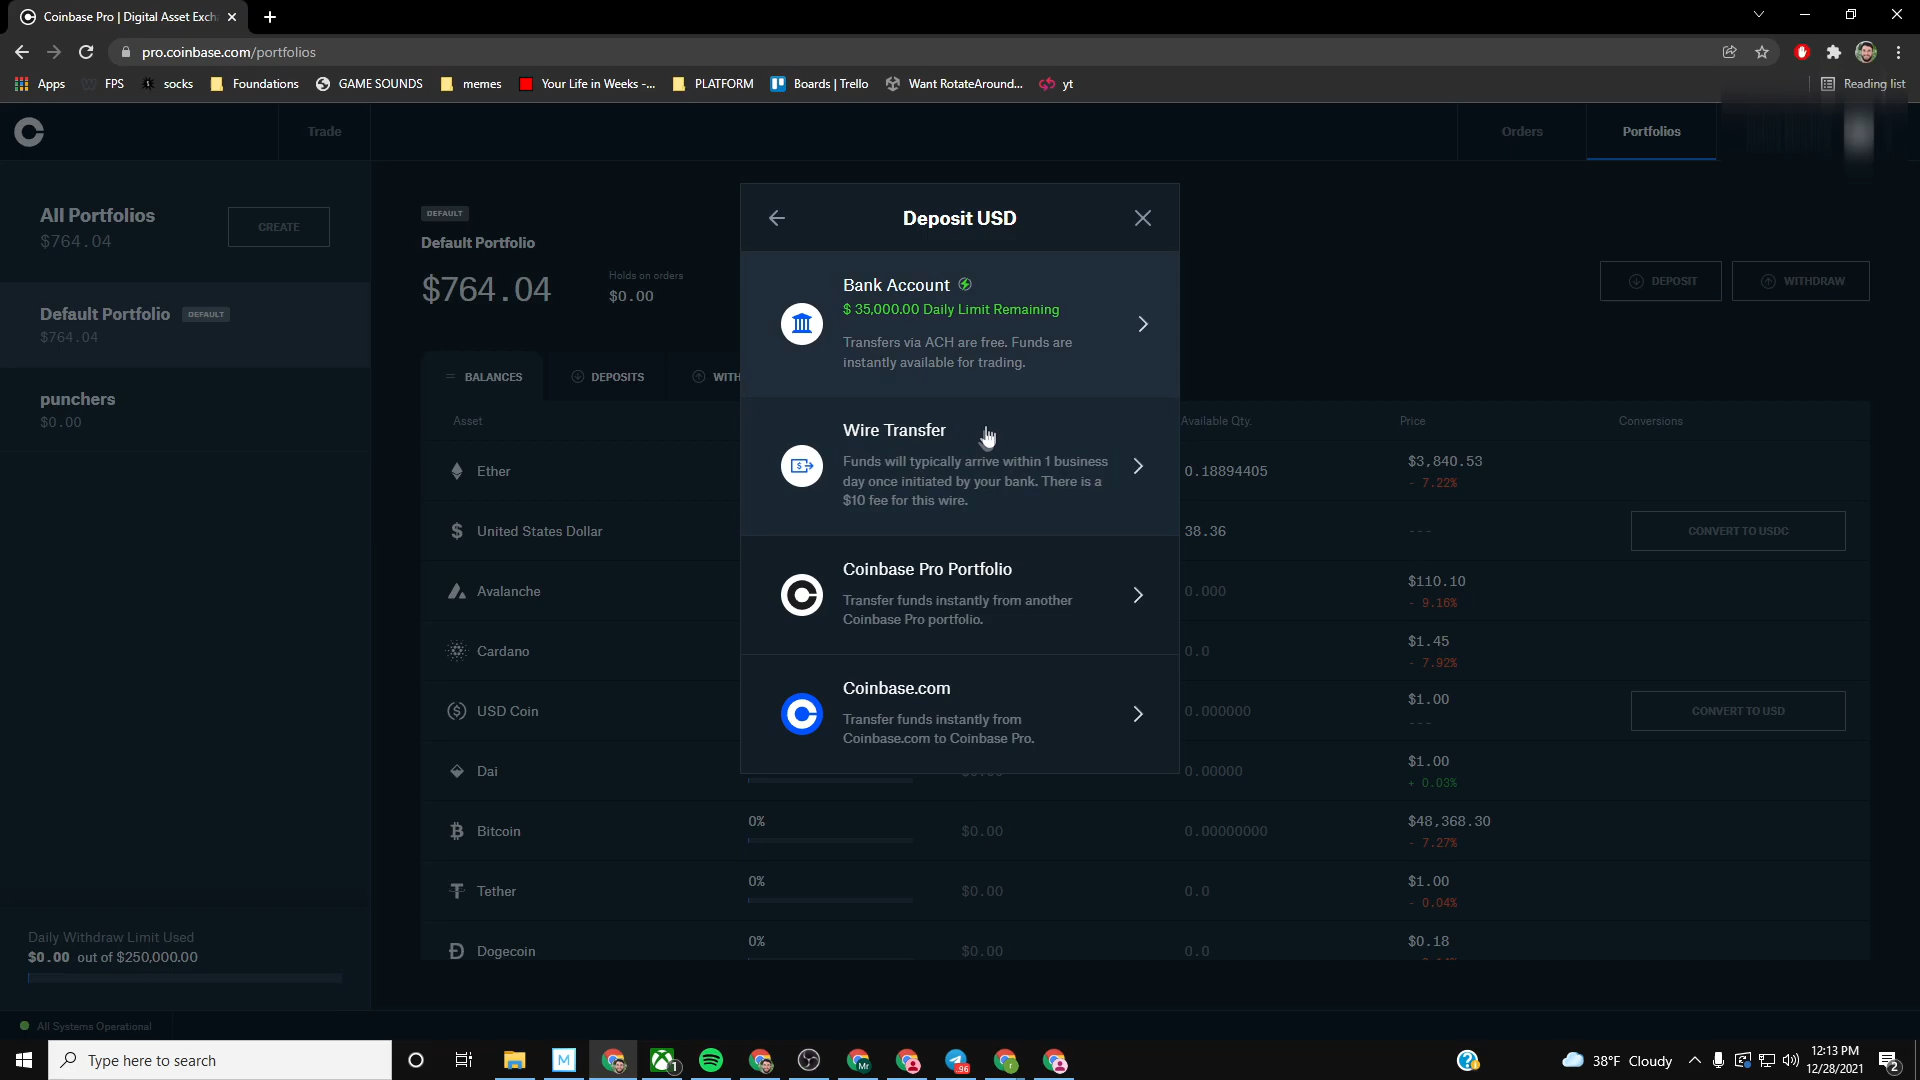 Coinbase Pro | Digital Asset Exch
pro.coinbase.com/portfolios
Apps
FPS
socks
Foundations
GAME SOUNDS
memes
Your Life in Weeks -...
PLATFORM
Boards | Trello
Want RotateAround...
yt
Reading list
Trade
Orders
Portfolios
All Portfolios
$764.04
CREATE
Default Portfolio DEFAULT
$764.04
punchers
$0.00
Daily Withdraw Limit Used
$0.00 out of $250,000.00
All Systems Operational
DEFAULT
Default Portfolio
$764.04
Holds on orders
$0.00
DEPOSIT
WITHDRAW
BALANCES
DEPOSITS
WITH
Asset
Available Qty.
Price
Conversions
Ether
0.18894405
$3,840.53
- 7.22%
United States Dollar
38.36
---
CONVERT TO USDC
Avalanche
0.000
$110.10
- 9.16%
Cardano
0.0
$1.45
- 7.92%
USD Coin
0.000000
$1.00
---
CONVERT TO USD
Dai
0.00000
$1.00
+ 0.03%
Bitcoin
0%
$0.00
0.00000000
$48,368.30
- 7.27%
Tether
0%
$0.00
0.0
$1.00
- 0.04%
Dogecoin
0%
$0.00
0.0
$0.18
Deposit USD
Bank Account
$ 35,000.00 Daily Limit Remaining
Transfers via ACH are free. Funds are
instantly available for trading.
Wire Transfer
Funds will typically arrive within 1 business
day once initiated by your bank. There is a
$10 fee for this wire.
Coinbase Pro Portfolio
Transfer funds instantly from another
Coinbase Pro portfolio.
Coinbase.com
Transfer funds instantly from
Coinbase.com to Coinbase Pro.
Type here to search
M
1
Mr
96
r
38°F Cloudy
12:13 PM
12/28/2021
2